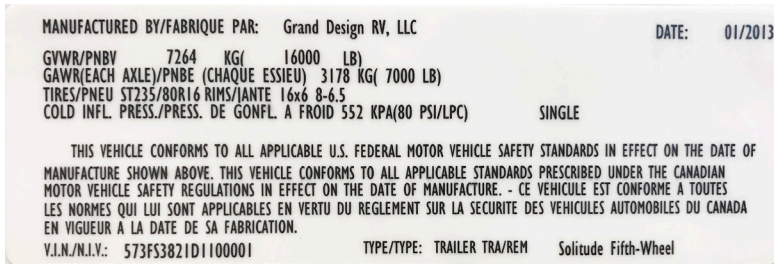 MANUFACTURED BY/FABRIQUE PAR: Grand Design RV, LLC DATE: 01/2013
GVWR/PNBV 7264 KG( 16000 LB)
GAWR(EACH AXLE)/PNBE (CHAQUE ESSIEU) 3178 KG( 7000 LB)
TIRES/PNEU ST235/80R16 RIMS/JANTE 16x6 8-6.5
COLD INFL. PRESS./PRESS. DE GONFL. A FROID 552 KPA(80 PSI/LPC) SINGLE
THIS VEHICLE CONFORMS TO ALL APPLICABLE U.S. FEDERAL MOTOR VEHICLE SAFETY STANDARDS IN EFFECT ON THE DATE OF
MANUFACTURE SHOWN ABOVE. THIS VEHICLE CONFORMS TO ALL APPLICABLE STANDARDS PRESCRIBED UNDER THE CANADIAN
MOTOR VEHICLE SAFETY REGULATIONS IN EFFECT ON THE DATE OF MANUFACTURE. - CE VEHICULE EST CONFORME A TOUTES
LES NORMES QUI LUI SONT APPLICABLES EN VERTU DU REGLEMENT SUR LA SECURITE DES VEHICULES AUTOMOBILES DU CANADA
EN VIGUEUR A LA DATE DE SA FABRICATION.
V.I.N./N.I.V.: 573FS3821D1100001 TYPE/TYPE: TRAILER TRA/REM Solitude Fifth-Wheel